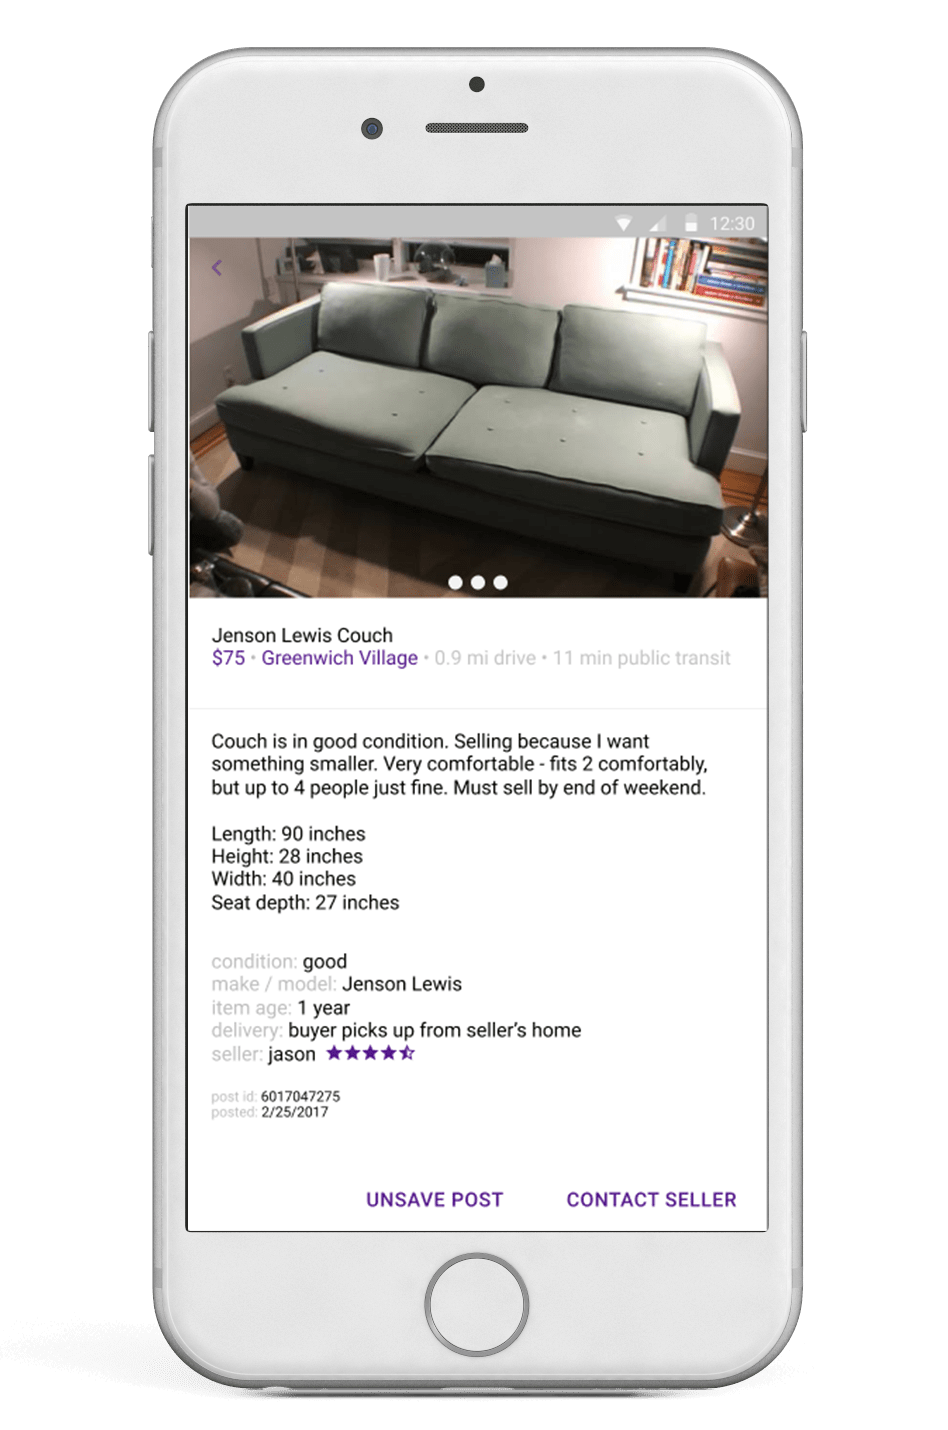 12:30
Jenson Lewis Couch
$75 • Greenwich Village • 0.9 mi drive • 11 min public transit
Couch is in good condition. Selling because I want
something smaller. Very comfortable - fits 2 comfortably,
but up to 4 people just fine. Must sell by end of weekend.
Length: 90 inches
Height: 28 inches
Width: 40 inches
Seat depth: 27 inches
condition: good
make / model: Jenson Lewis
item age: 1 year
delivery: buyer picks up from seller’s home
seller: jason
post id: 6017047275
posted: 2/25/2017
UNSAVE POST CONTACT SELLER